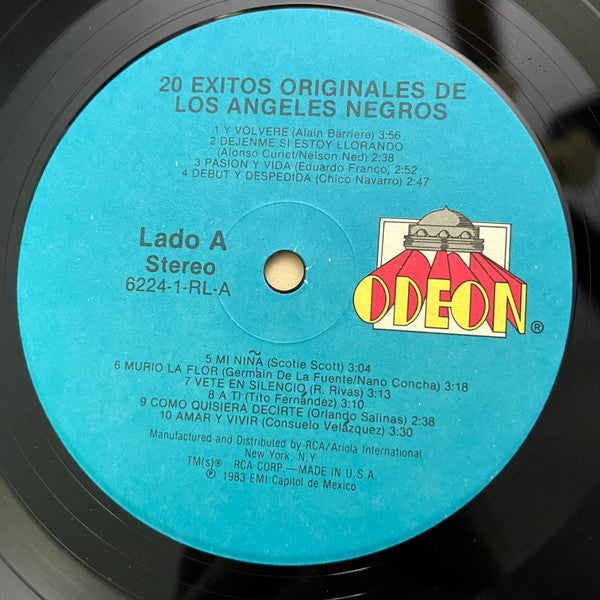 20 EXITOS ORIGINALES DE
LOS ANGELES NEGROS
1 Y VOLVERE (Alain Barriere) 3:56
2 DEJENME SI ESTOY LLORANDO
(Alonso Curiet/Nelson Ned) 2:38
3 PASION Y VIDA (Eduardo Franco) 2:52
4 DEBUT Y DESPEDIDA (Chico Navarro) 2:47
Lado A
Stereo
6224-1-RL-A
ODEON ®
5 MI NIÑA (Scotie Scott) 3:04
6 MURIO LA FLOR (Germain De La Fuente/Nano Concha) 3:18
7 VETE EN SILENCIO (R. Rivas) 3:13
8 A TI (Tito Fernández) 3:10
9 COMO QUISIERA DECIRTE (Orlando Salinas) 2:38
10 AMAR Y VIVIR (Consuelo Velázquez) 3:30
Manufactured and Distributed by RCA/Ariola International
New York, N.Y.
TM(s)® RCA CORP —MADE IN U.S.A.
℗ 1983 EMI Capitol de Mexico